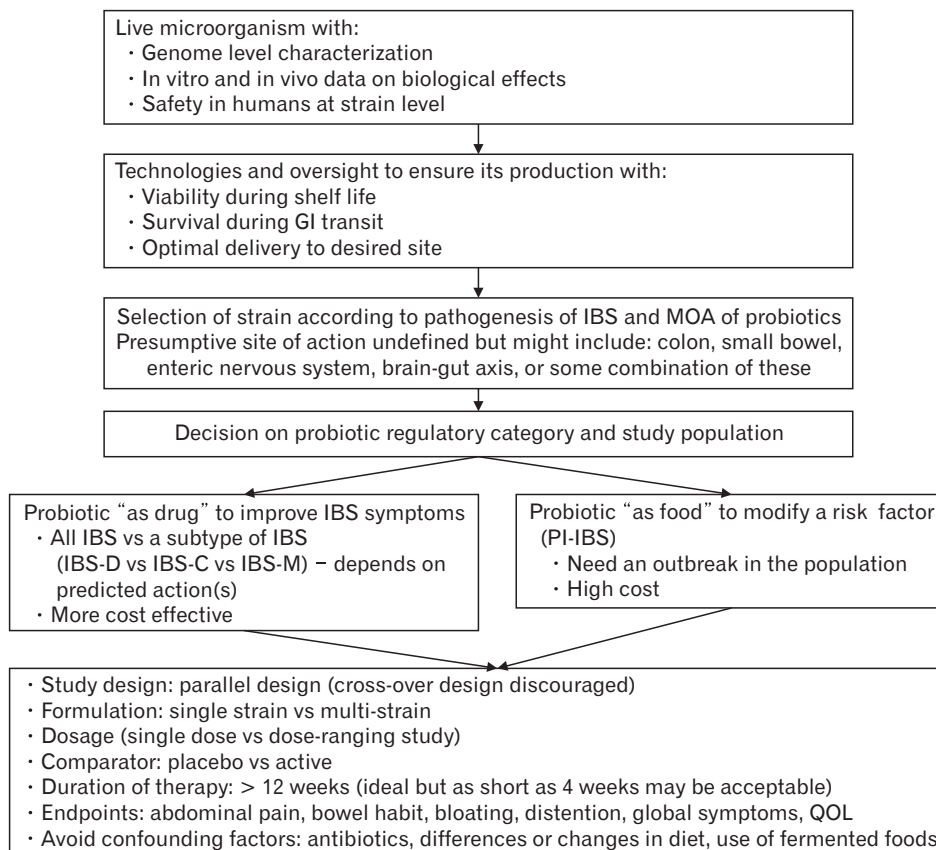 Live microorganism with:
· Genome level characterization
· In vitro and in vivo data on biological effects
· Safety in humans at strain level
Technologies and oversight to ensure its production with:
· Viability during shelf life
· Survival during GI transit
· Optimal delivery to desired site
Selection of strain according to pathogenesis of IBS and MOA of probiotics
Presumptive site of action undefined but might include: colon, small bowel,
enteric nervous system, brain-gut axis, or some combination of these
Decision on probiotic regulatory category and study population
Probiotic “as drug” to improve IBS symptoms
· All IBS vs a subtype of IBS
(IBS-D vs IBS-C vs IBS-M) – depends on
predicted action(s)
· More cost effective
Probiotic “as food” to modify a risk factor
(PI-IBS)
· Need an outbreak in the population
· High cost
· Study design: parallel design (cross-over design discouraged)
· Formulation: single strain vs multi-strain
· Dosage (single dose vs dose-ranging study)
· Comparator: placebo vs active
· Duration of therapy: > 12 weeks (ideal but as short as 4 weeks may be acceptable)
· Endpoints: abdominal pain, bowel habit, bloating, distention, global symptoms, QOL
· Avoid confounding factors: antibiotics, differences or changes in diet, use of fermented foods